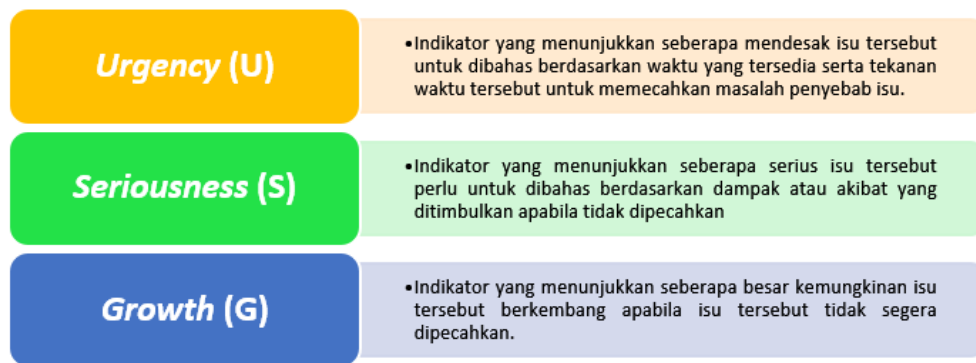 Urgency (U)
•Indikator yang menunjukkan seberapa mendesak isu tersebut
untuk dibahas berdasarkan waktu yang tersedia serta tekanan
waktu tersebut untuk memecahkan masalah penyebab isu.
Seriousness (S)
•Indikator yang menunjukkan seberapa serius isu tersebut
perlu untuk dibahas berdasarkan dampak atau akibat yang
ditimbulkan apabila tidak dipecahkan
Growth (G)
•Indikator yang menunjukkan seberapa besar kemungkinan isu
tersebut berkembang apabila isu tersebut tidak segera
dipecahkan.